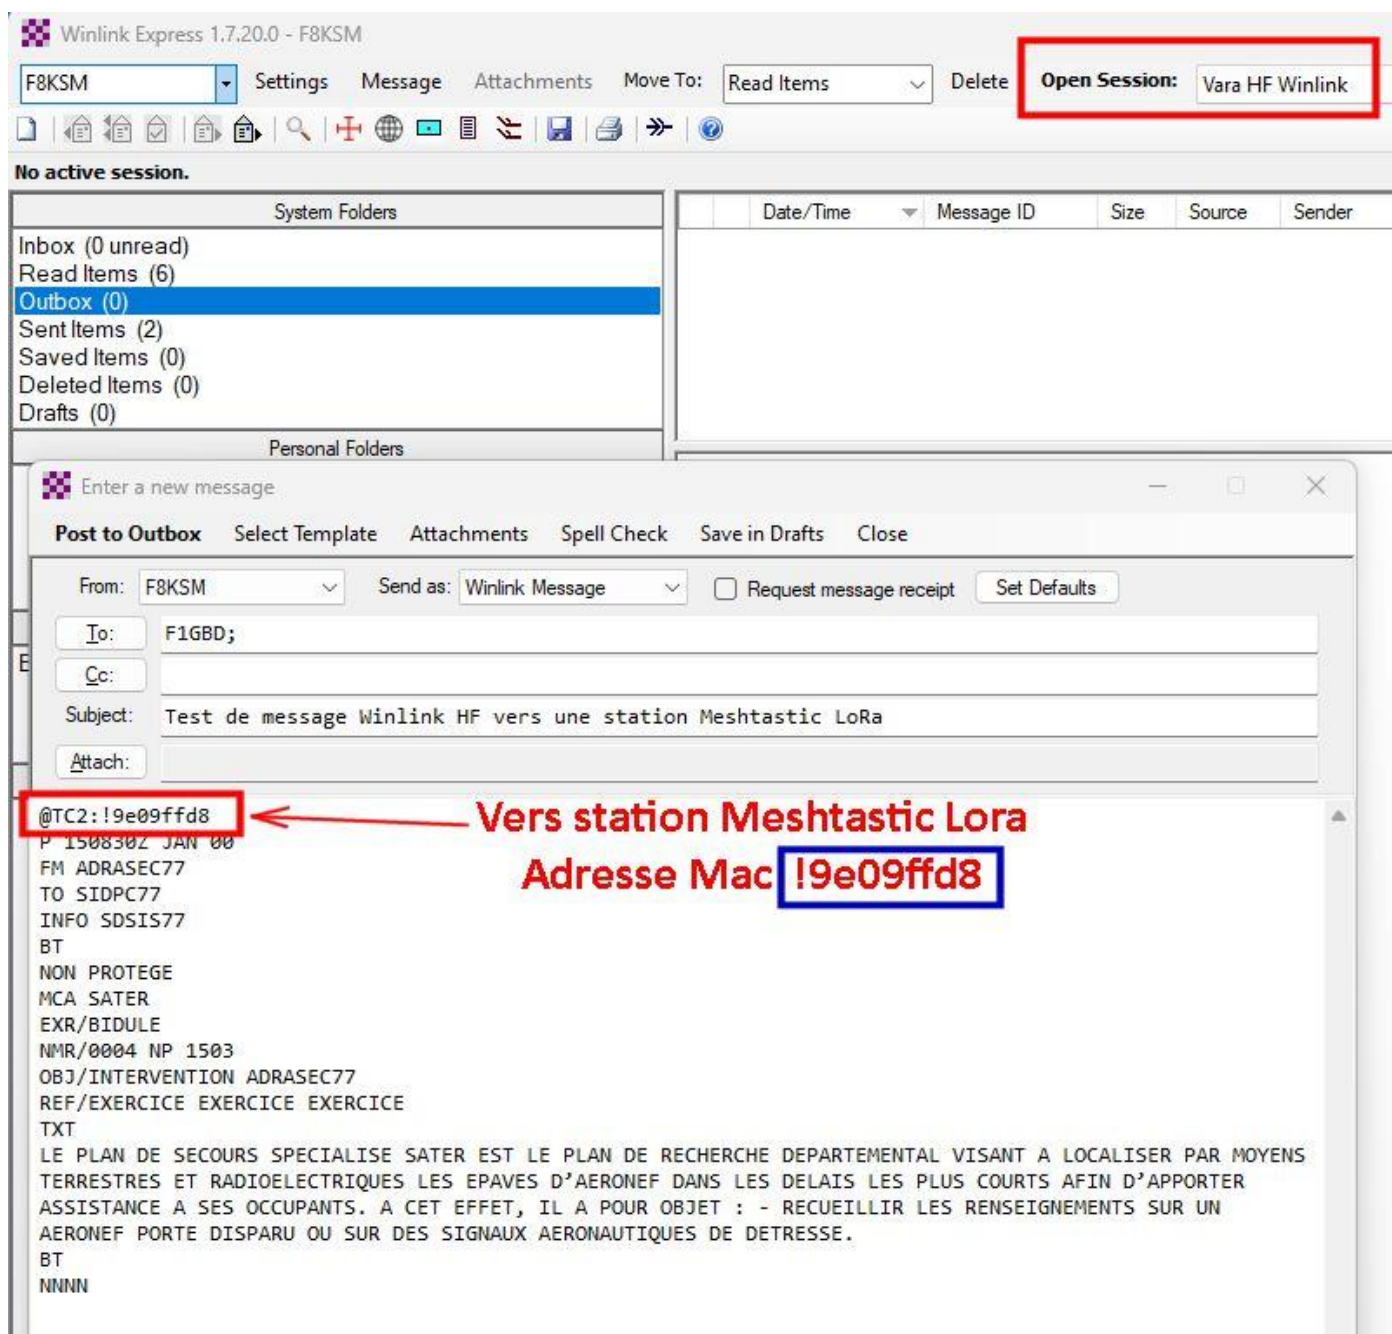 Winlink Express 1.7.20.0 - F8KSM
F8KSM Settings Message Attachments Move To: Read Items Delete Open Session: Vara HF Winlink
No active session.
System Folders
Date/Time Message ID Size Source Sender
Inbox (0 unread)
Read Items (6)
Outbox (0)
Sent Items (2)
Saved Items (0)
Deleted Items (0)
Drafts (0)
Personal Folders
Enter a new message
Post to Outbox Select Template Attachments Spell Check Save in Drafts Close
From: F8KSM Send as: Winlink Message Request message receipt Set Defaults
To: F1GBD;
Cc:
Subject: Test de message Winlink HF vers une station Meshtastic LoRa
Attach:
@TC2:!9e09ffd8
Vers station Meshtastic Lora
Adresse Mac !9e09ffd8
P 150830Z JAN 00
FM ADRASEC77
TO SIDPC77
INFO SDSIS77
BT
NON PROTEGE
MCA SATER
EXR/BIDULE
NMR/0004 NP 1503
OBJ/INTERVENTION ADRASEC77
REF/EXERCICE EXERCICE EXERCICE
TXT
LE PLAN DE SECOURS SPECIALISE SATER EST LE PLAN DE RECHERCHE DEPARTEMENTAL VISANT A LOCALISER PAR MOYENS
TERRESTRES ET RADIOELECTRIQUES LES EPAVES D’AERONEF DANS LES DELAIS LES PLUS COURTS AFIN D’APPORTER
ASSISTANCE A SES OCCUPANTS. A CET EFFET, IL A POUR OBJET : - RECUEILLIR LES RENSEIGNEMENTS SUR UN
AERONEF PORTE DISPARU OU SUR DES SIGNAUX AERONAUTIQUES DE DETRESSE.
BT
NNNN